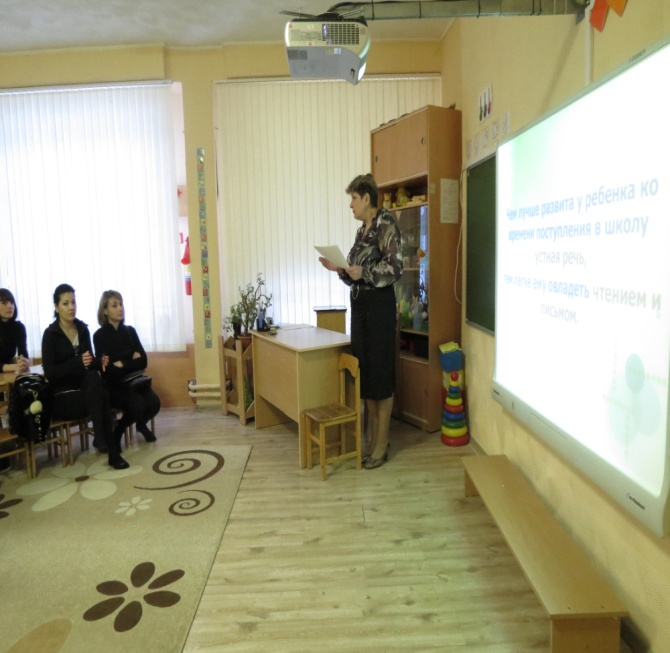 Чем лучше развита у ребенка ко
времени поступления в школу
устная речь,
тем легче ему овладеть чтением и
письмом.